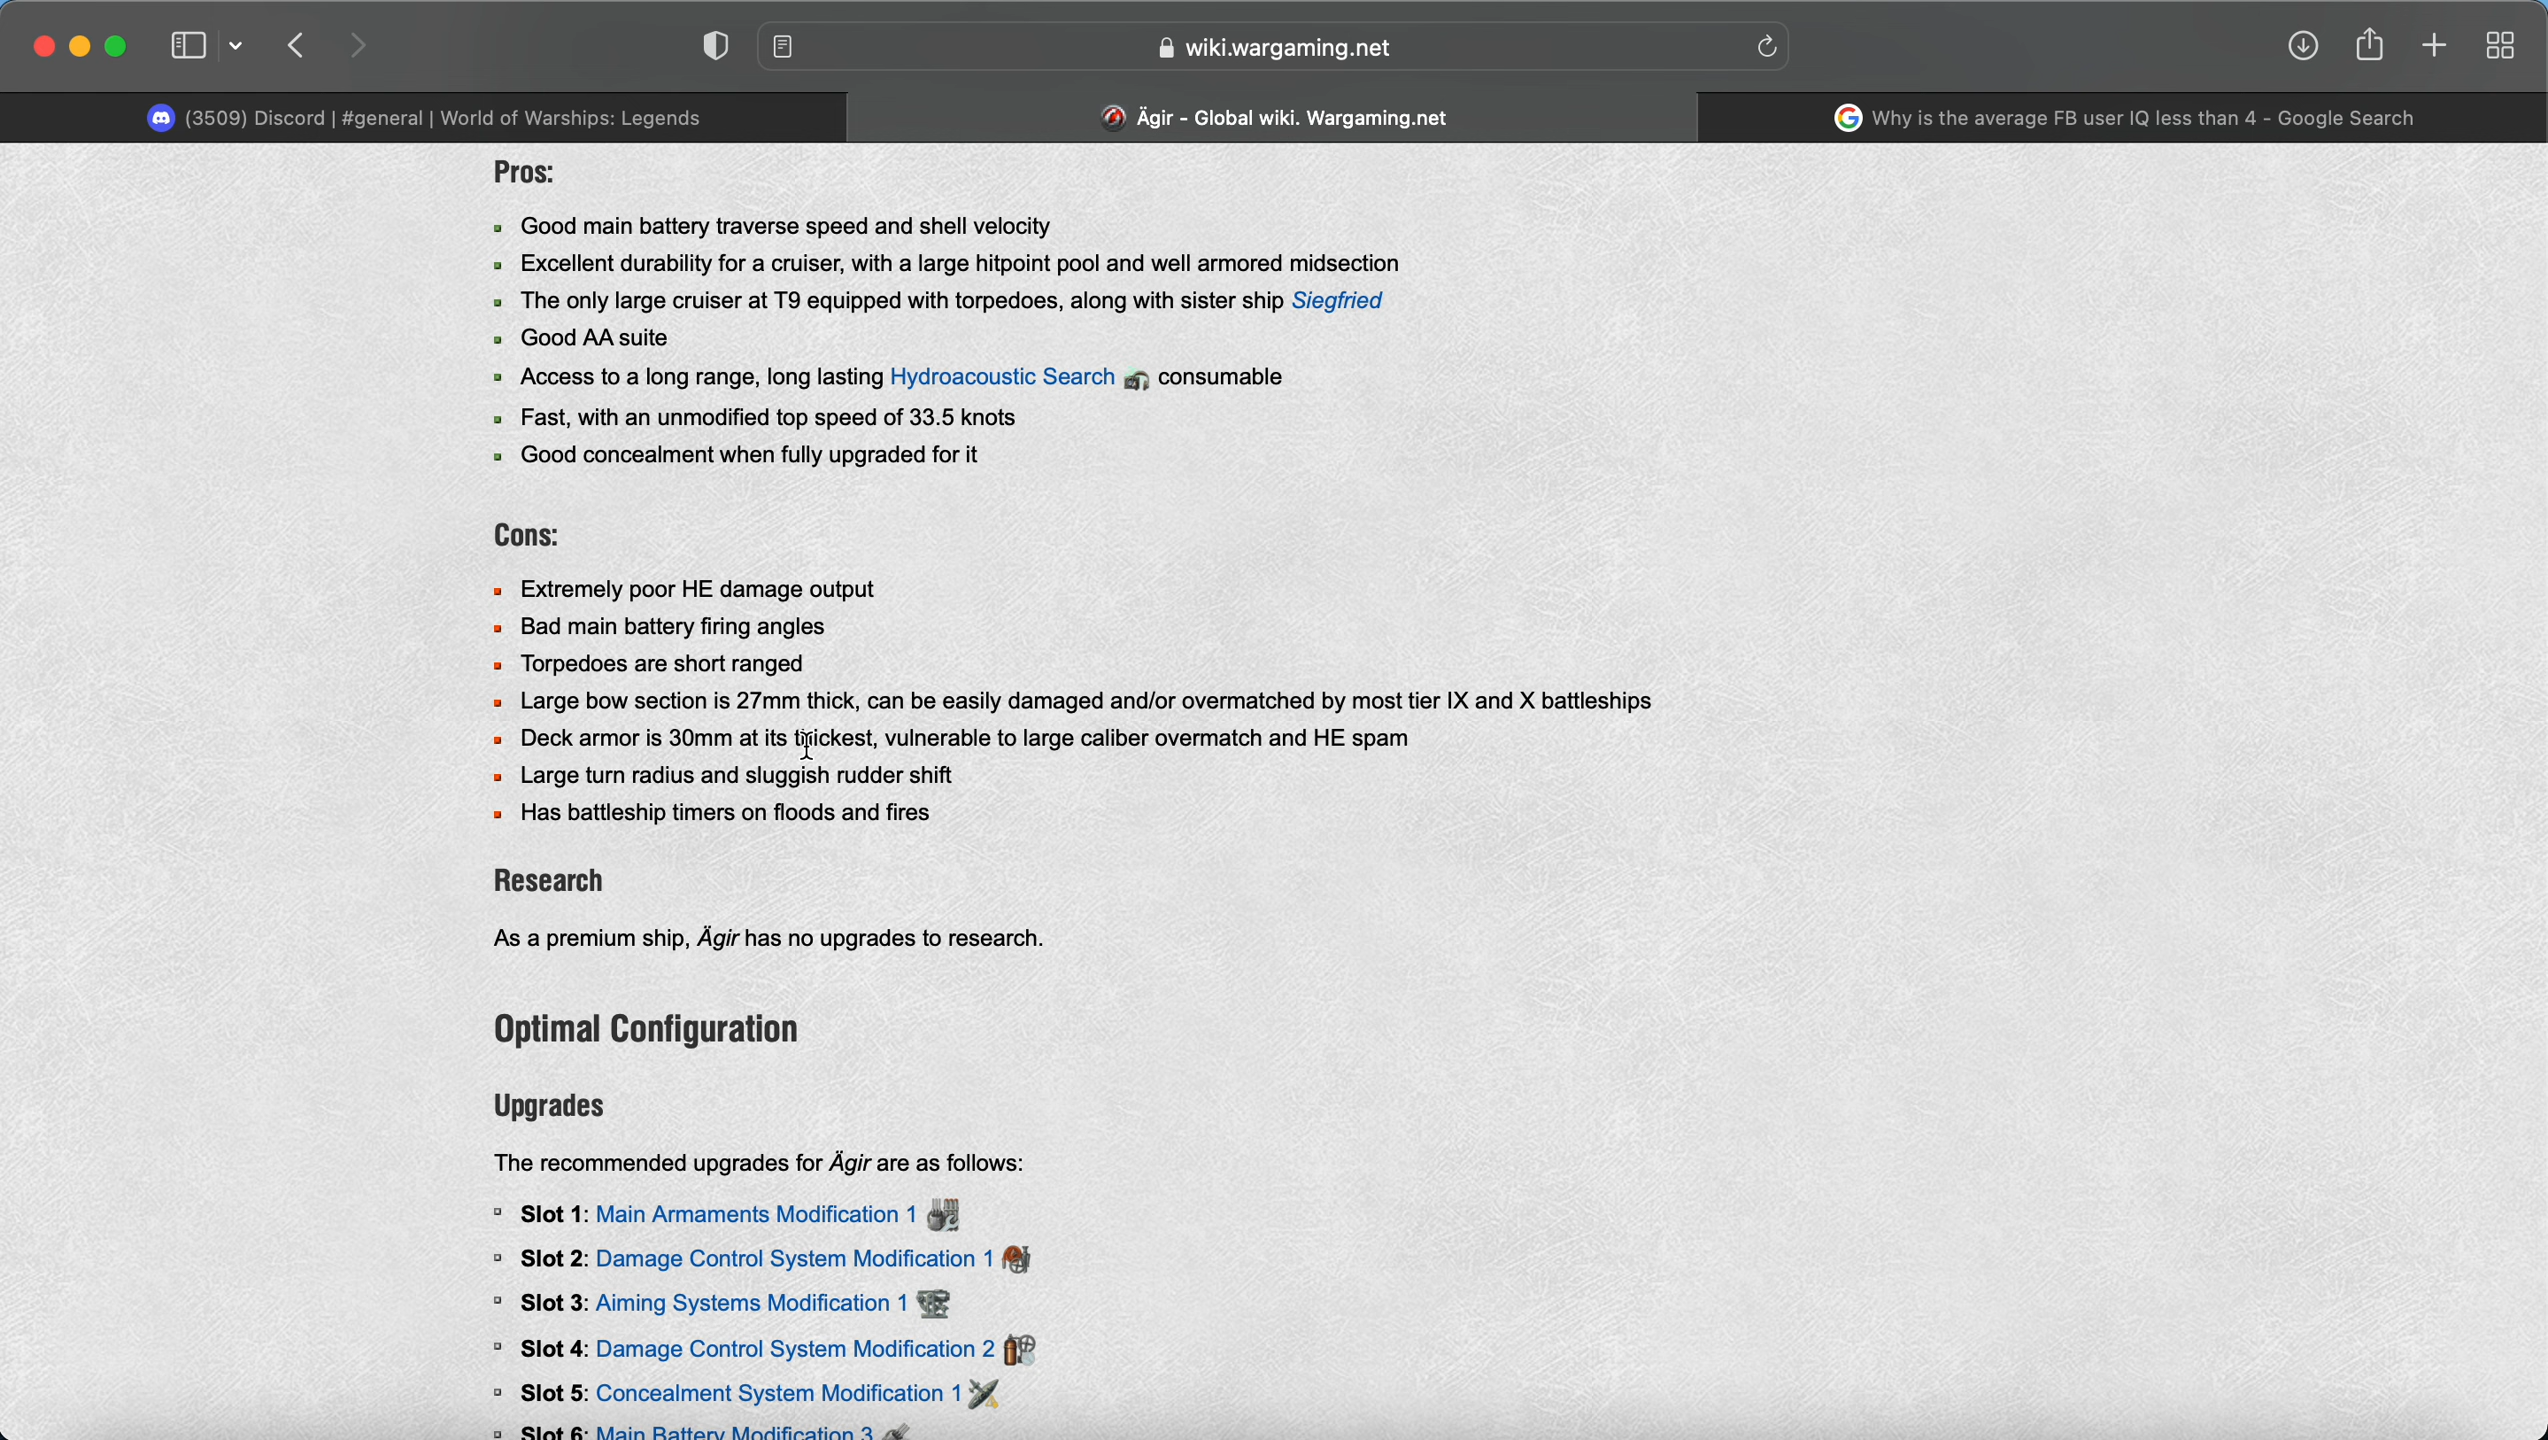 wiki.wargaming.net
(3509) Discord | #general | World of Warships: Legends
Ägir - Global wiki. Wargaming.net
Why is the average FB user IQ less than 4 - Google Search
Pros:
Good main battery traverse speed and shell velocity
Excellent durability for a cruiser, with a large hitpoint pool and well armored midsection
The only large cruiser at T9 equipped with torpedoes, along with sister ship Siegfried
Good AA suite
Access to a long range, long lasting Hydroacoustic Search consumable
Fast, with an unmodified top speed of 33.5 knots
Good concealment when fully upgraded for it
Cons:
Extremely poor HE damage output
Bad main battery firing angles
Torpedoes are short ranged
Large bow section is 27mm thick, can be easily damaged and/or overmatched by most tier IX and X battleships
Deck armor is 30mm at its thickest, vulnerable to large caliber overmatch and HE spam
Large turn radius and sluggish rudder shift
Has battleship timers on floods and fires
Research
As a premium ship, Ägir has no upgrades to research.
Optimal Configuration
Upgrades
The recommended upgrades for Ägir are as follows:
Slot 1: Main Armaments Modification 1
Slot 2: Damage Control System Modification 1
Slot 3: Aiming Systems Modification 1
Slot 4: Damage Control System Modification 2
Slot 5: Concealment System Modification 1
Slot 6: Main Battery Modification 3